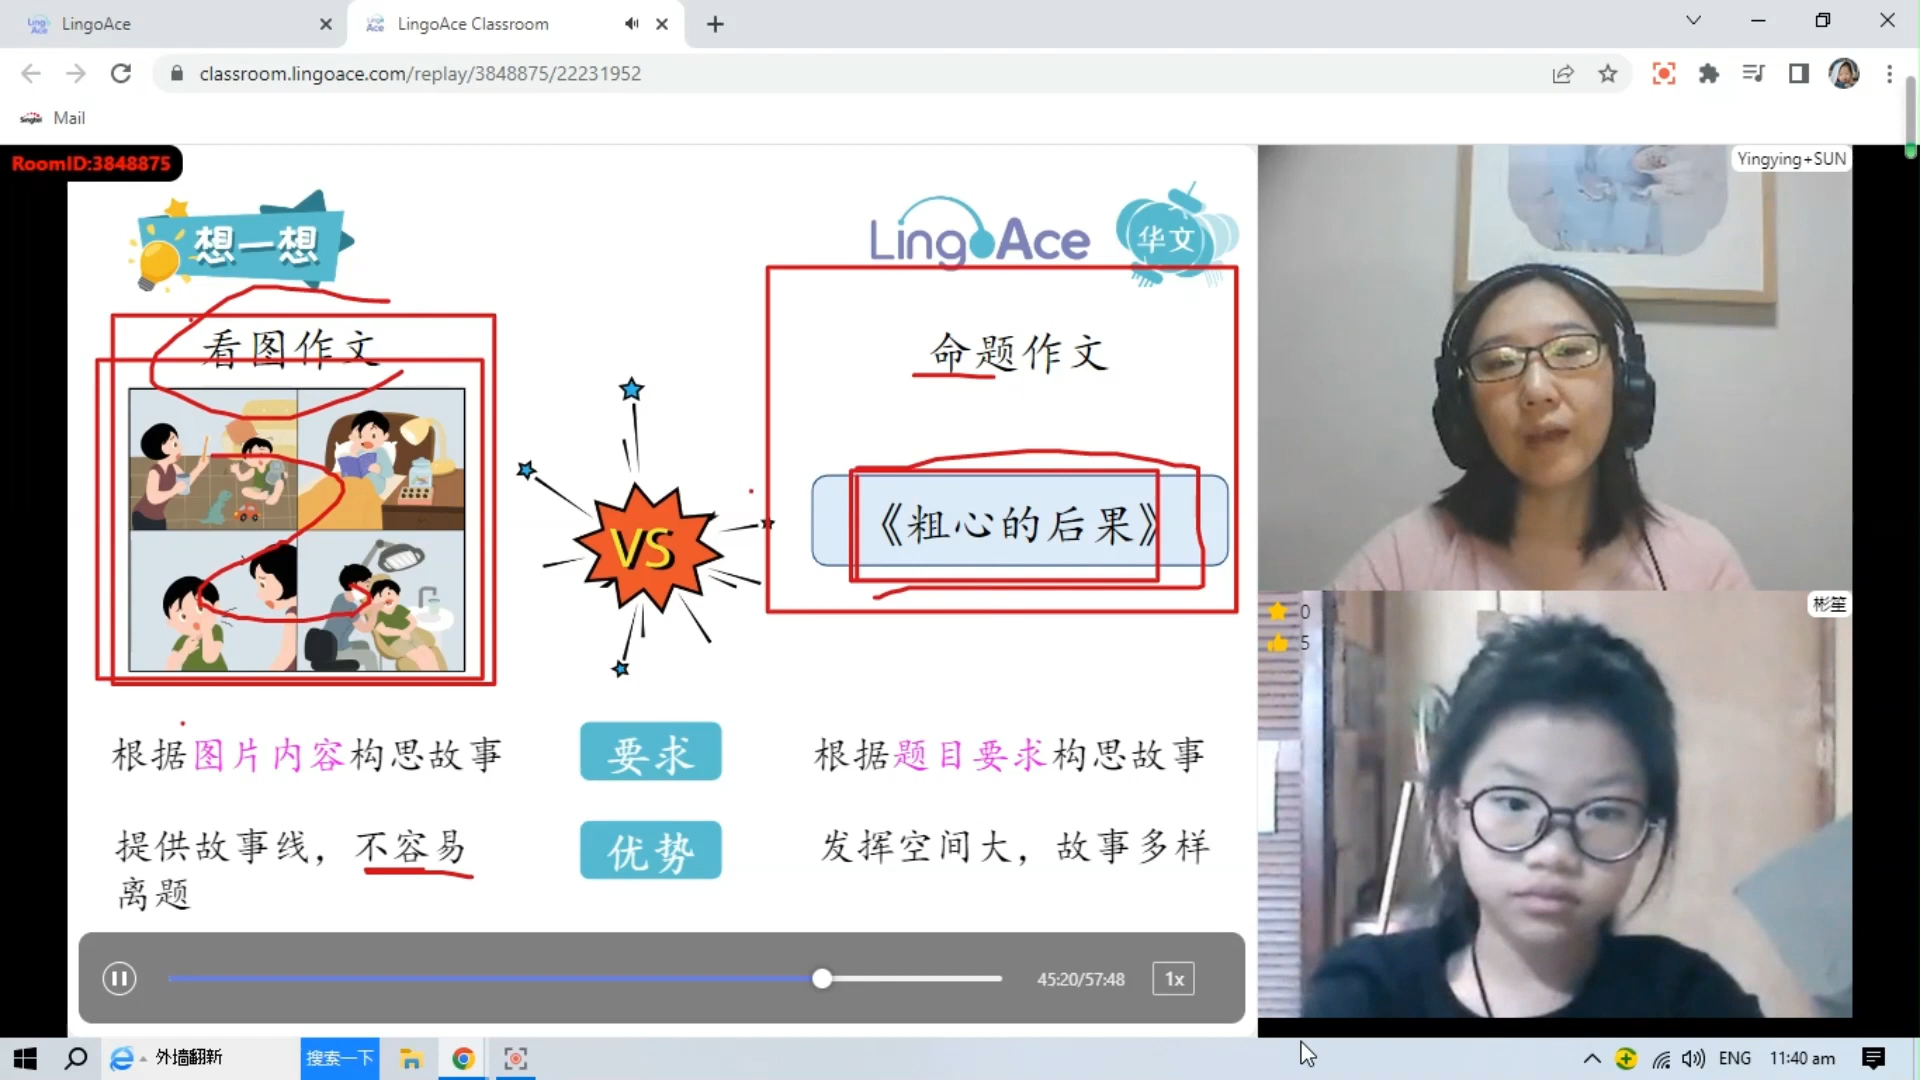 LingoAce
LingoAce Classroom
classroom.lingoace.com/replay/3848875/22231952
Singtel Mail
RoomID:3848875
想一想
LingoAce
华文
Yingying+SUN
看图作文
命题作文
VS
《粗心的后果》
彬笙
0
5
根据图片内容构思故事
要求
根据题目要求构思故事
提供故事线，不容易
离题
优势
发挥空间大，故事多样
45:20/57:48
1x
外墙翻新
搜索一下
ENG
11:40 am